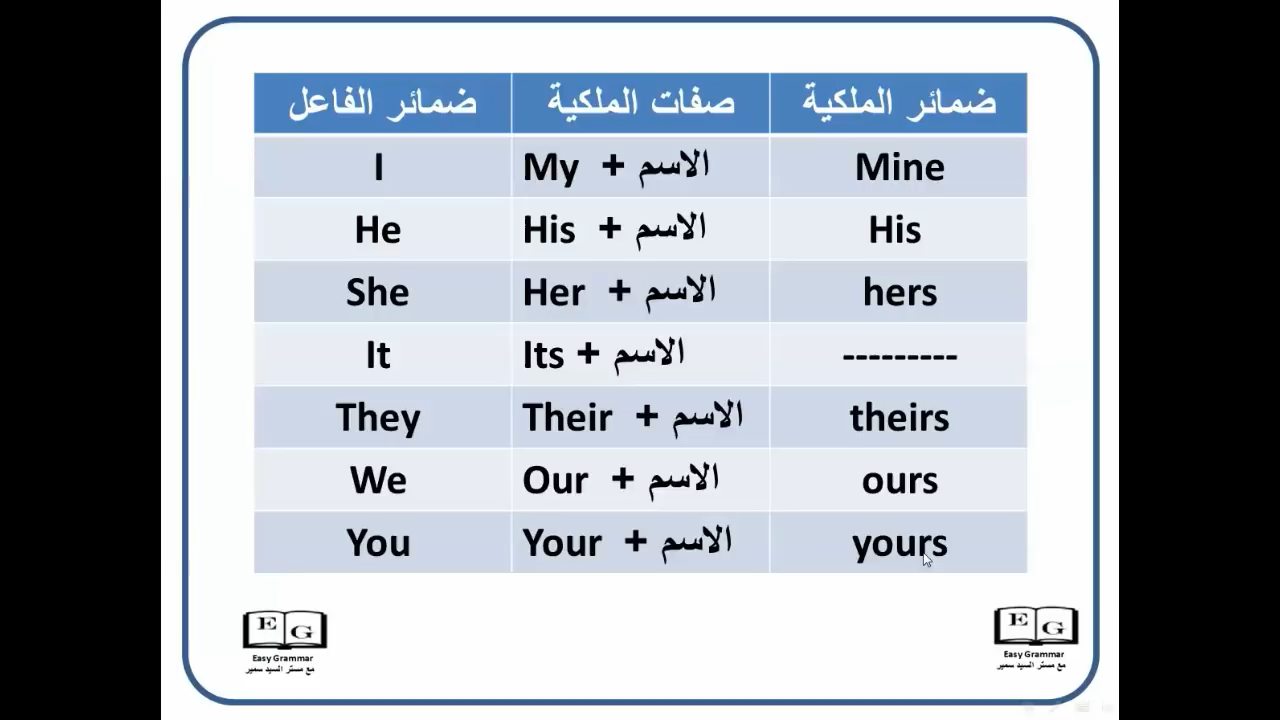 ضمائر الفاعل صفات الملكية ضمائر الملكية
I My + الاسم Mine
He His + الاسم His
She Her + الاسم hers
It Its + الاسم ---------
They Their + الاسم theirs
We Our + الاسم ours
You Your + الاسم yours
E G
Easy Grammar
مع مستر السيد سمير
E G
Easy Grammar
مع مستر السيد سمير